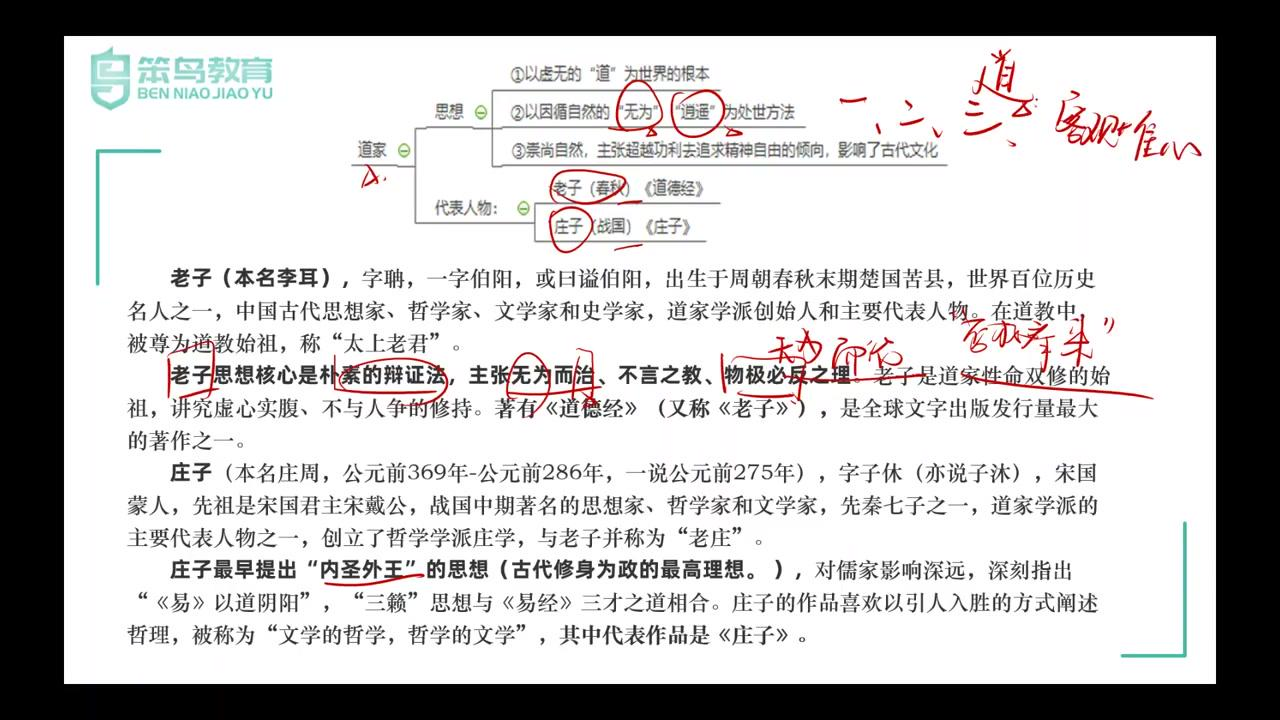 笨鸟教育
BEN NIAO JIAO YU
①以虚无的“道”为世界的根本
思想
②以因循自然的“无为”“逍遥”为处世方法
道家
③崇尚自然，主张超越功利去追求精神自由的倾向，影响了古代文化
代表人物：
老子（春秋）《道德经》
庄子（战国）《庄子》
道
一、二、三、
客观唯心
老子（本名李耳），字聃，一字伯阳，或曰谥伯阳，出生于周朝春秋末期楚国苦县，世界百位历史
名人之一，中国古代思想家、哲学家、文学家和史学家，道家学派创始人和主要代表人物。在道教中，
被尊为道教始祖，称“太上老君”。
老子思想核心是朴素的辩证法，主张无为而治、不言之教、物极必反之理。老子是道家性命双修的始
祖，讲究虚心实腹、不与人争的修持。著有《道德经》（又称《老子》），是全球文字出版发行量最大
的著作之一。
庄子（本名庄周，公元前369年-公元前286年，一说公元前275年），字子休（亦说子沐），宋国
蒙人，先祖是宋国君主宋戴公，战国中期著名的思想家、哲学家和文学家，先秦七子之一，道家学派的
主要代表人物之一，创立了哲学学派庄学，与老子并称为“老庄”。
庄子最早提出“内圣外王”的思想（古代修身为政的最高理想。），对儒家影响深远，深刻指出
“《易》以道阴阳”，“三籁”思想与《易经》三才之道相合。庄子的作品喜欢以引人入胜的方式阐述
哲理，被称为“文学的哲学，哲学的文学”，其中代表作品是《庄子》。